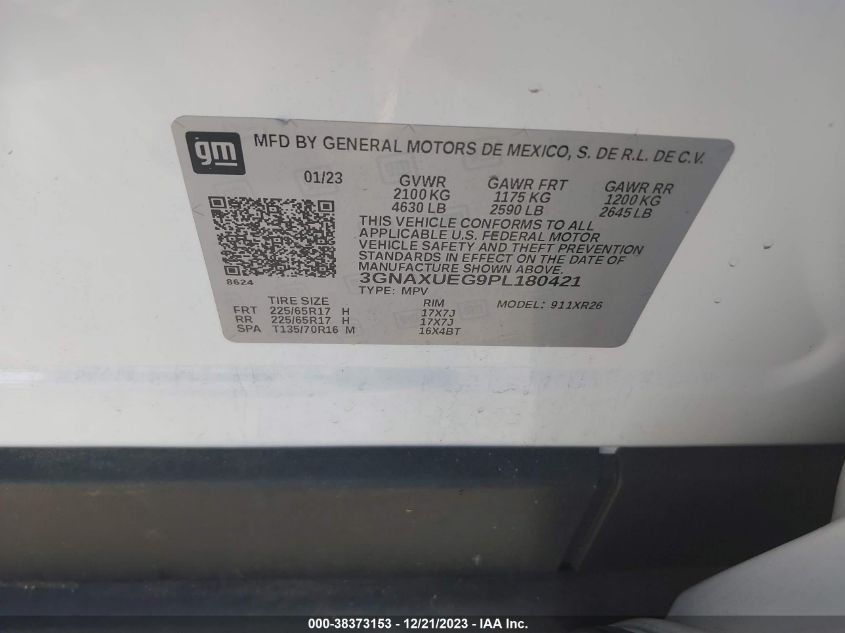 gm
MFD BY GENERAL MOTORS DE MEXICO, S. DE R.L. DE C.V.
01/23 GVWR GAWR FRT GAWR RR
2100 KG 1175 KG 1200 KG
4630 LB 2590 LB 2645 LB
THIS VEHICLE CONFORMS TO ALL
APPLICABLE U.S. FEDERAL MOTOR
VEHICLE SAFETY AND THEFT PREVENTION
STANDARDS IN EFFECT ON THE DATE
OF MANUFACTURE SHOWN ABOVE.
8624
3GNAXUEG9PL180421
TYPE: MPV MODEL: 911XR26
TIRE SIZE RIM
FRT 225/65R17 H 17X7J
RR 225/65R17 H 17X7J
SPA T135/70R16 M 16X4BT
000-38373153 - 12/21/2023 - IAA Inc.